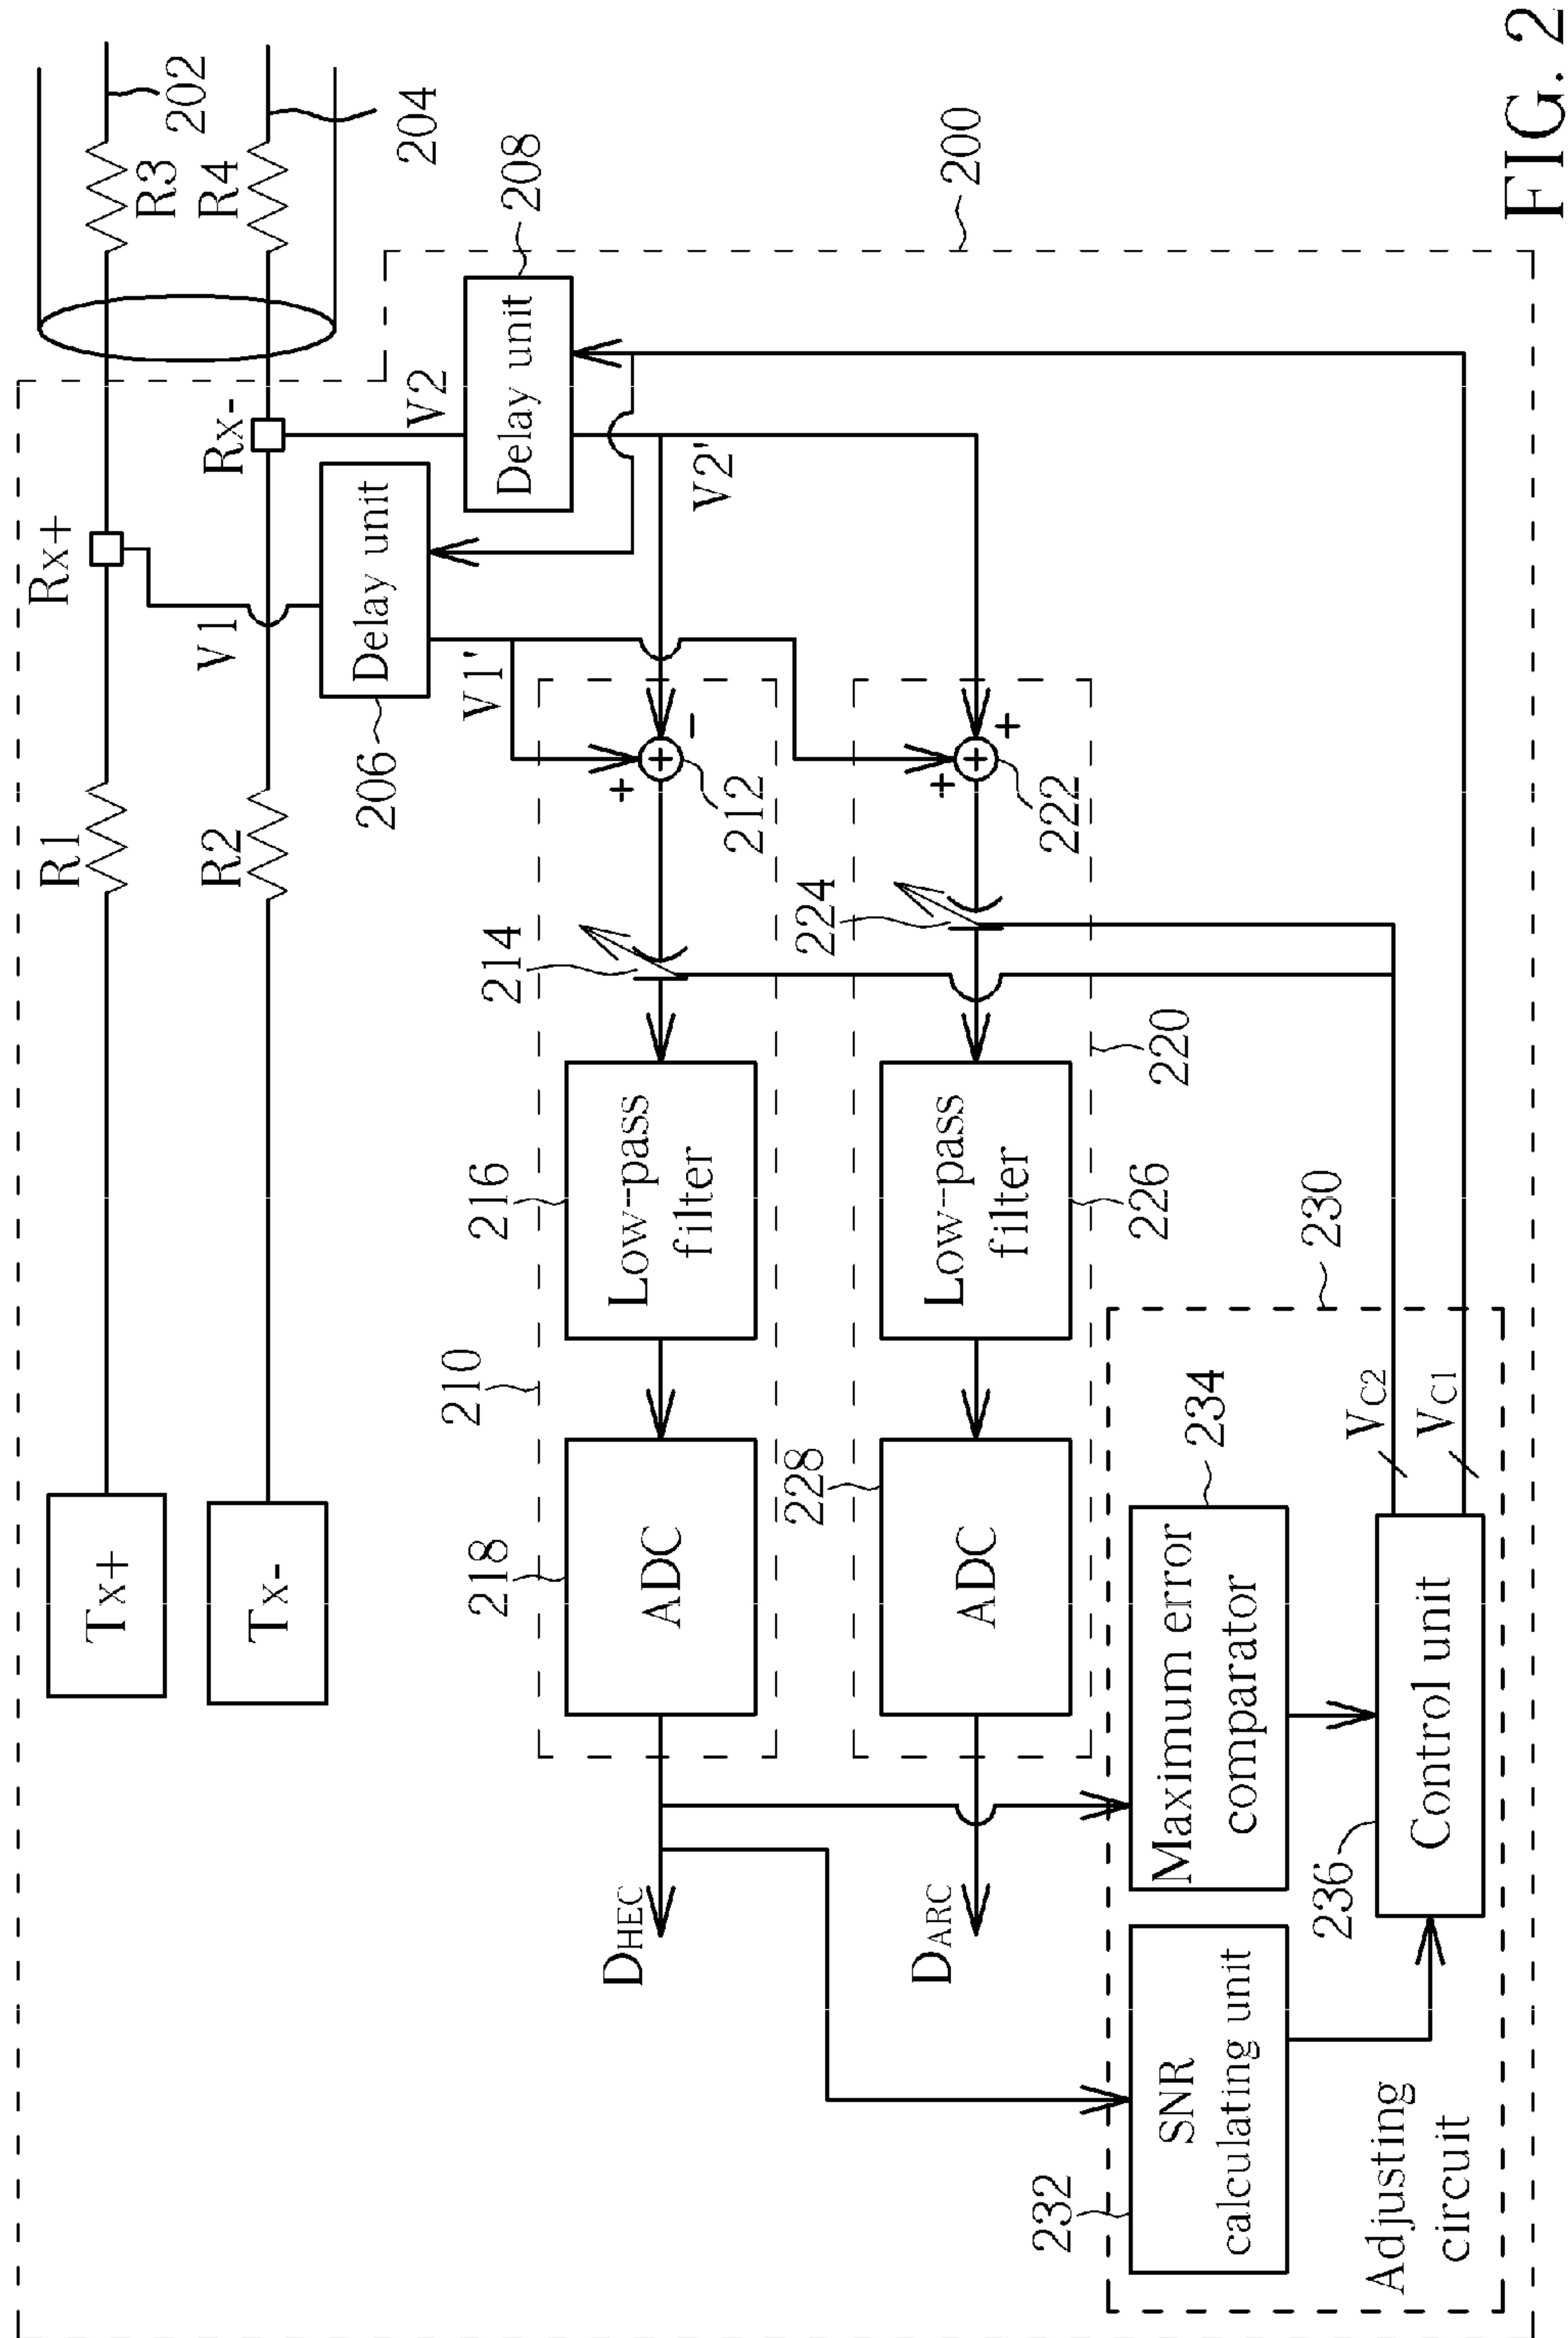 Tx+
R1
Rx+
R3
202
Tx-
R2
V1
Rx-
R4
204
206
Delay unit
V2
Delay unit
208
V1'
V2'
200
210
218
ADC
216
Low-pass
filter
214
+
-
+
212
DHEC
228
ADC
Low-pass
filter
226
224
+
+
+
222
220
DARC
232
SNR
calculating unit
Maximum error
comparator
234
230
236
Control unit
VC2
VC1
Adjusting
circuit
FIG. 2